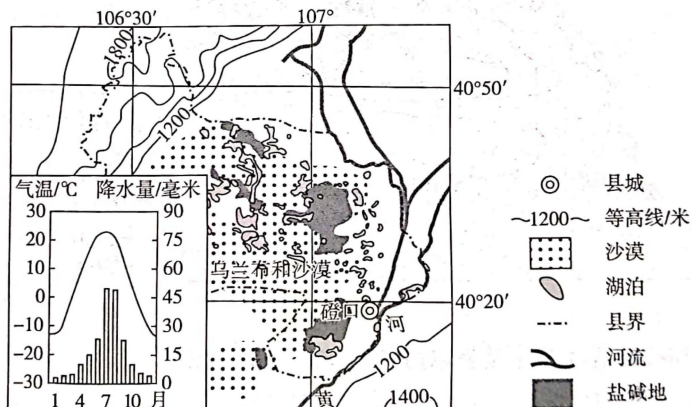 106°30′ 107°
1800
40°50′
1200
气温/℃ 降水量/毫米
30 90
20 75
10 60
0 45
-10 30
-20 15
-30 0
1 4 7 10 月
乌兰布和沙漠
磴口
40°20′
河
1200
黄
1400
县城
~1200~ 等高线/米
沙漠
湖泊
县界
河流
盐碱地